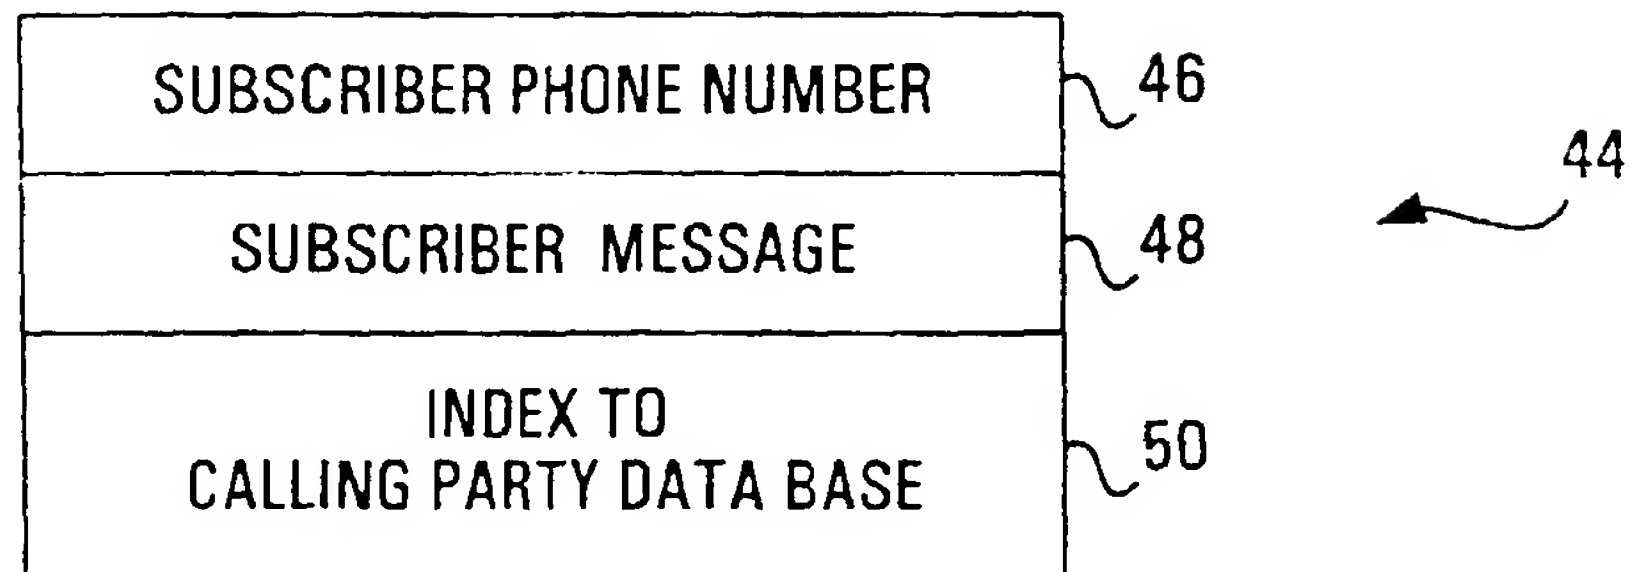 SUBSCRIBER PHONE NUMBER 46
44
SUBSCRIBER MESSAGE 48
INDEX TO
CALLING PARTY DATA BASE 50